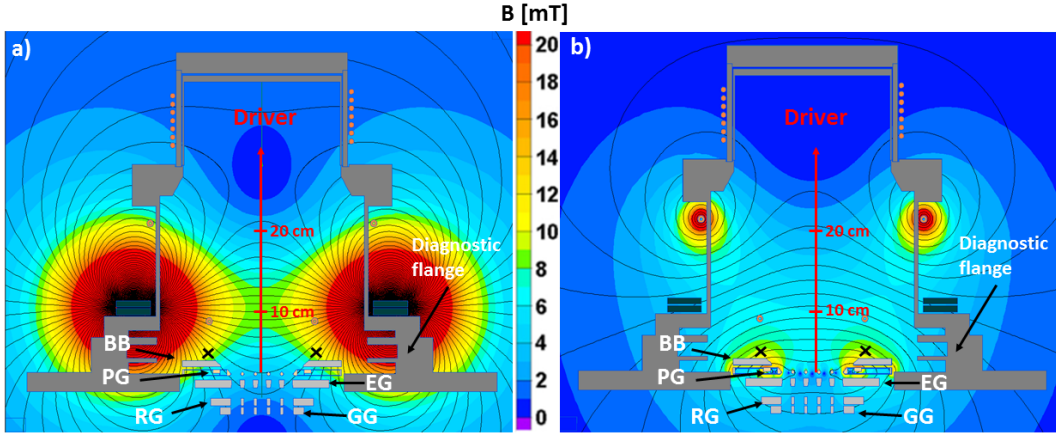 B [mT]
a)
Driver
20 cm
10 cm
Diagnostic
flange
BB
PG
EG
RG
GG
20
18
16
14
12
10
8
6
4
2
0
b)
Driver
20 cm
10 cm
Diagnostic
flange
BB
PG
EG
RG
GG